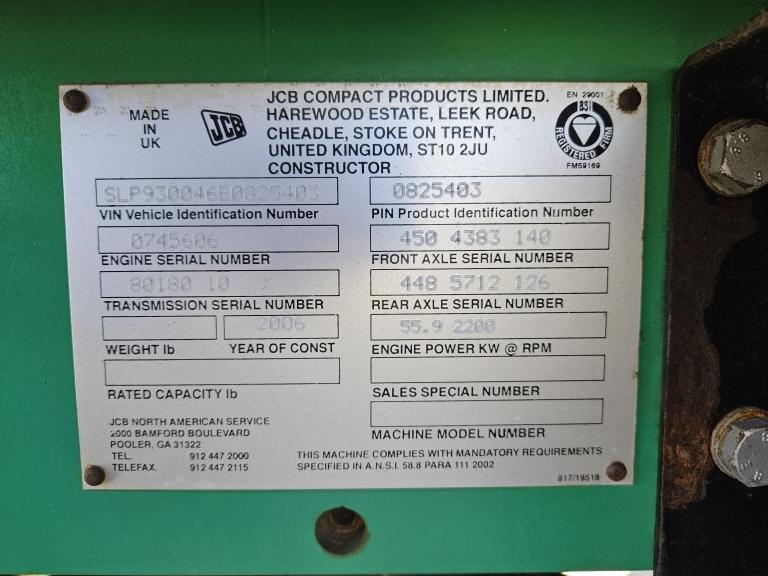 MADE
IN
UK
JCB
JCB COMPACT PRODUCTS LIMITED.
HAREWOOD ESTATE, LEEK ROAD,
CHEADLE, STOKE ON TRENT,
UNITED KINGDOM, ST10 2JU
CONSTRUCTOR
EN 29001
BSI
REGISTERED FIRM
FM59169
SLP930046E0825403
0825403
VIN Vehicle Identification Number
PIN Product Identification Number
0745606
450 4383 140
ENGINE SERIAL NUMBER
FRONT AXLE SERIAL NUMBER
80180 10
448 5712 126
TRANSMISSION SERIAL NUMBER
REAR AXLE SERIAL NUMBER
2006
55.9 2200
WEIGHT lb
YEAR OF CONST
ENGINE POWER KW @ RPM
RATED CAPACITY lb
SALES SPECIAL NUMBER
MACHINE MODEL NUMBER
JCB NORTH AMERICAN SERVICE
2000 BAMFORD BOULEVARD
POOLER, GA 31322
TEL. 912 447 2000
TELEFAX. 912 447 2115
THIS MACHINE COMPLIES WITH MANDATORY REQUIREMENTS
SPECIFIED IN A.N.S.I. 58.8 PARA 111 2002
817/19518